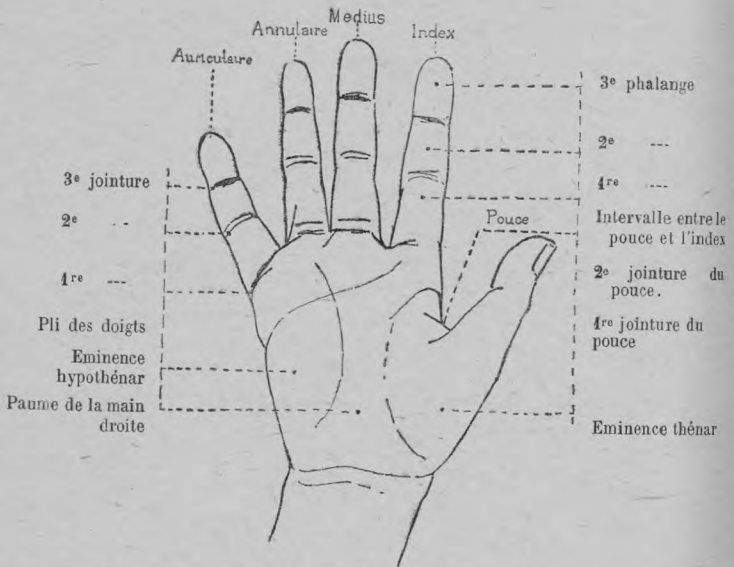 Auriculaire
Annulaire
Medius
Index
3e jointure
2e --
1re ---
Pli des doigts
Eminence
hypothénar
Paume de la main
droite
Pouce
3e phalange
2e ---
1re ---
Intervalle entre le
pouce et l'index
2e jointure du
pouce.
1re jointure du
pouce
Eminence thénar